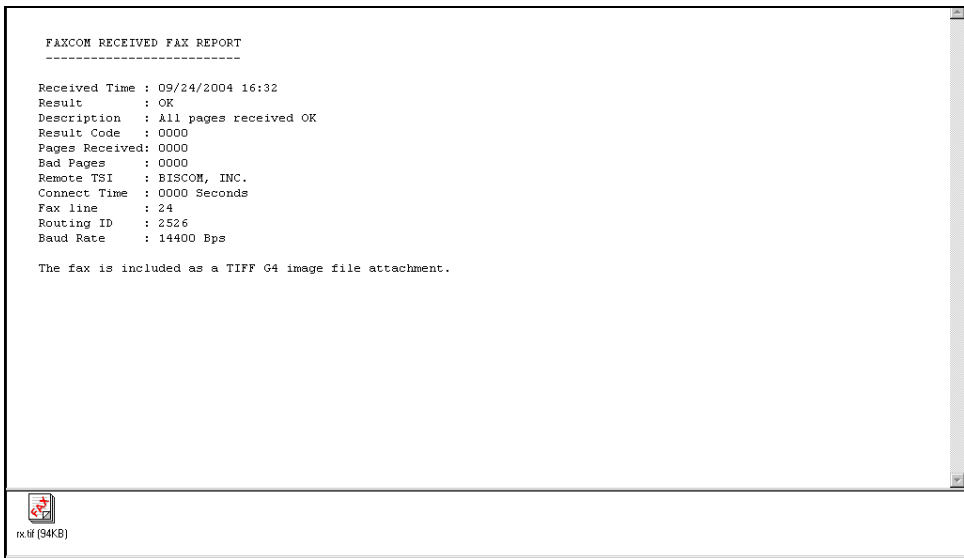 FAXCOM RECEIVED FAX REPORT
--------------------------
Received Time : 09/24/2004 16:32
Result        : OK
Description   : All pages received OK
Result Code   : 0000
Pages Received: 0000
Bad Pages     : 0000
Remote TSI    : BISCOM, INC.
Connect Time  : 0000 Seconds
Fax line      : 24
Routing ID    : 2526
Baud Rate     : 14400 Bps
The fax is included as a TIFF G4 image file attachment.
FAX
rx.tif (94KB)